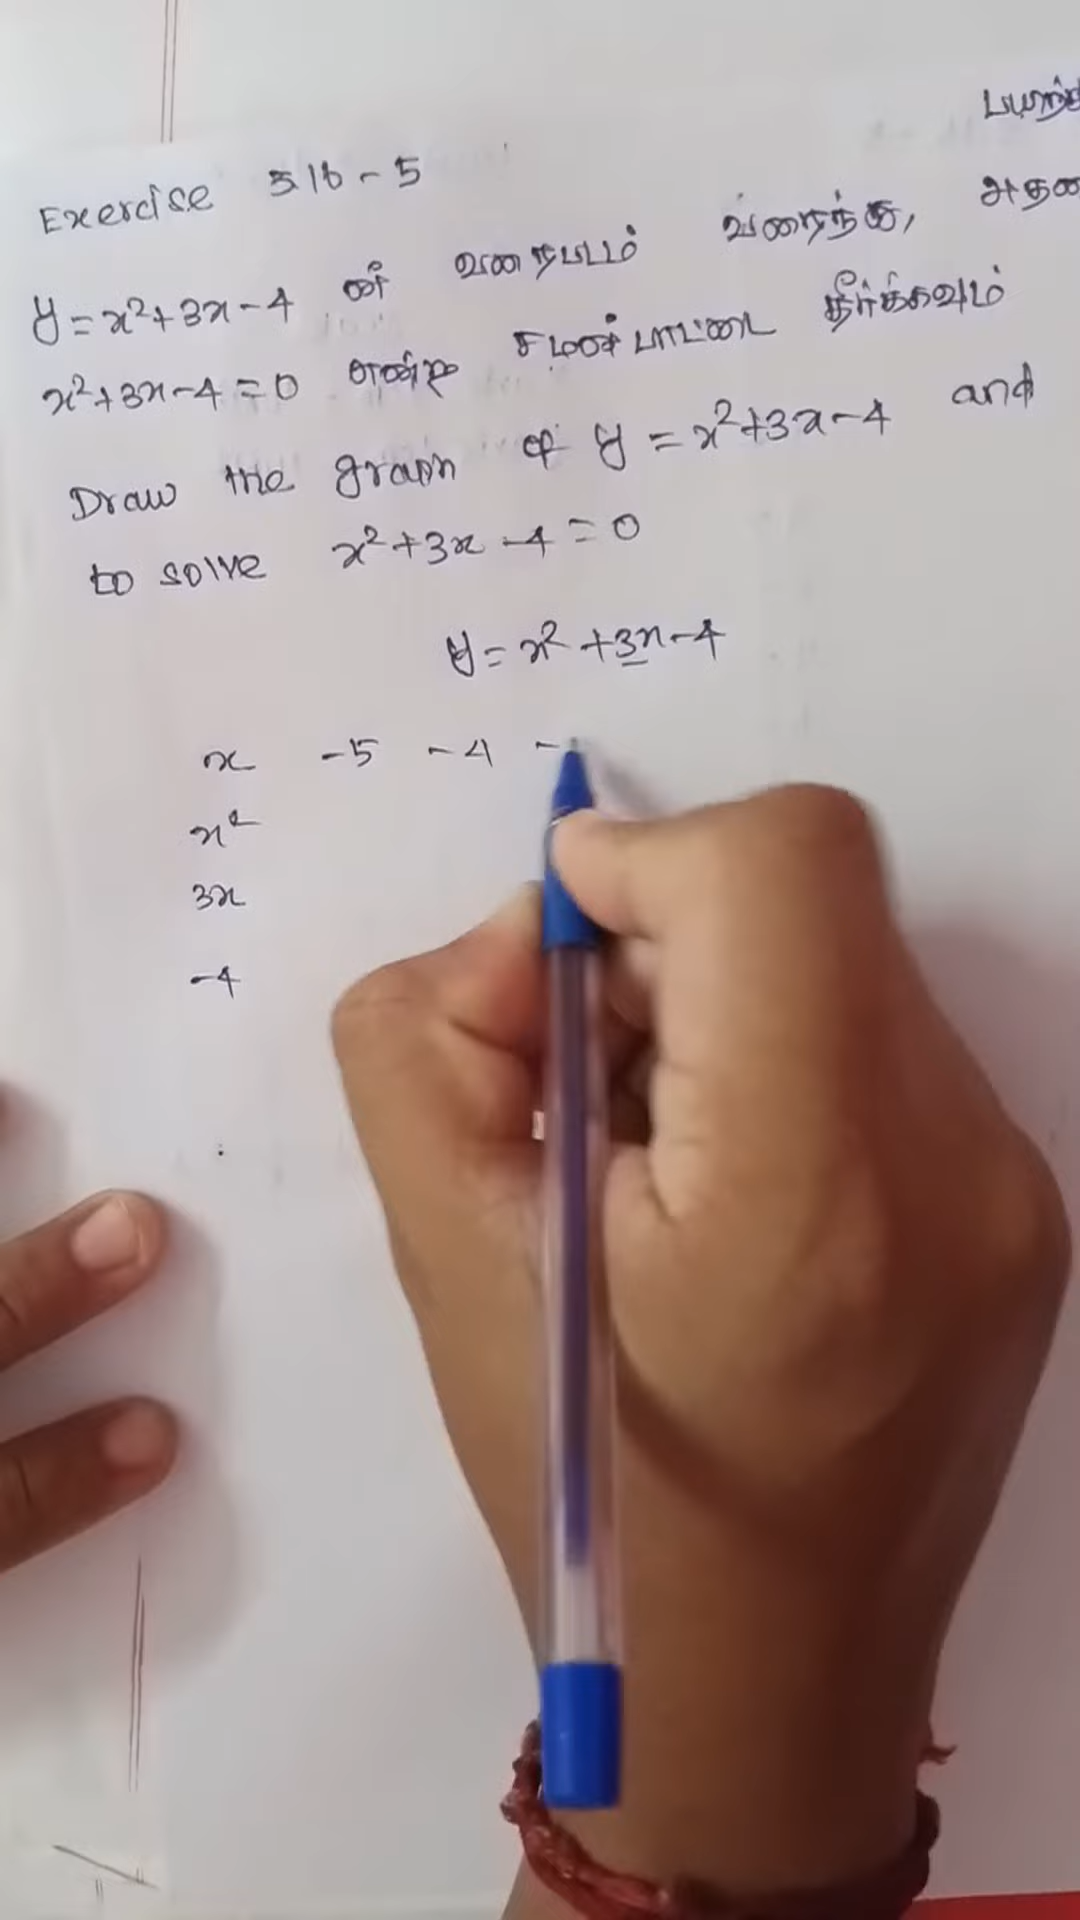 Exercise 3.16 - 5
y = x² + 3x - 4 ன் வரைபடம் வரைந்து,
x² + 3x - 4 = 0 என்ற சமன்பாட்டை தீர்க்கவும்
Draw the graph of y = x² + 3x - 4 and
to solve x² + 3x - 4 = 0
y = x² + 3x - 4
x -5 -4 -
x²
3x
-4